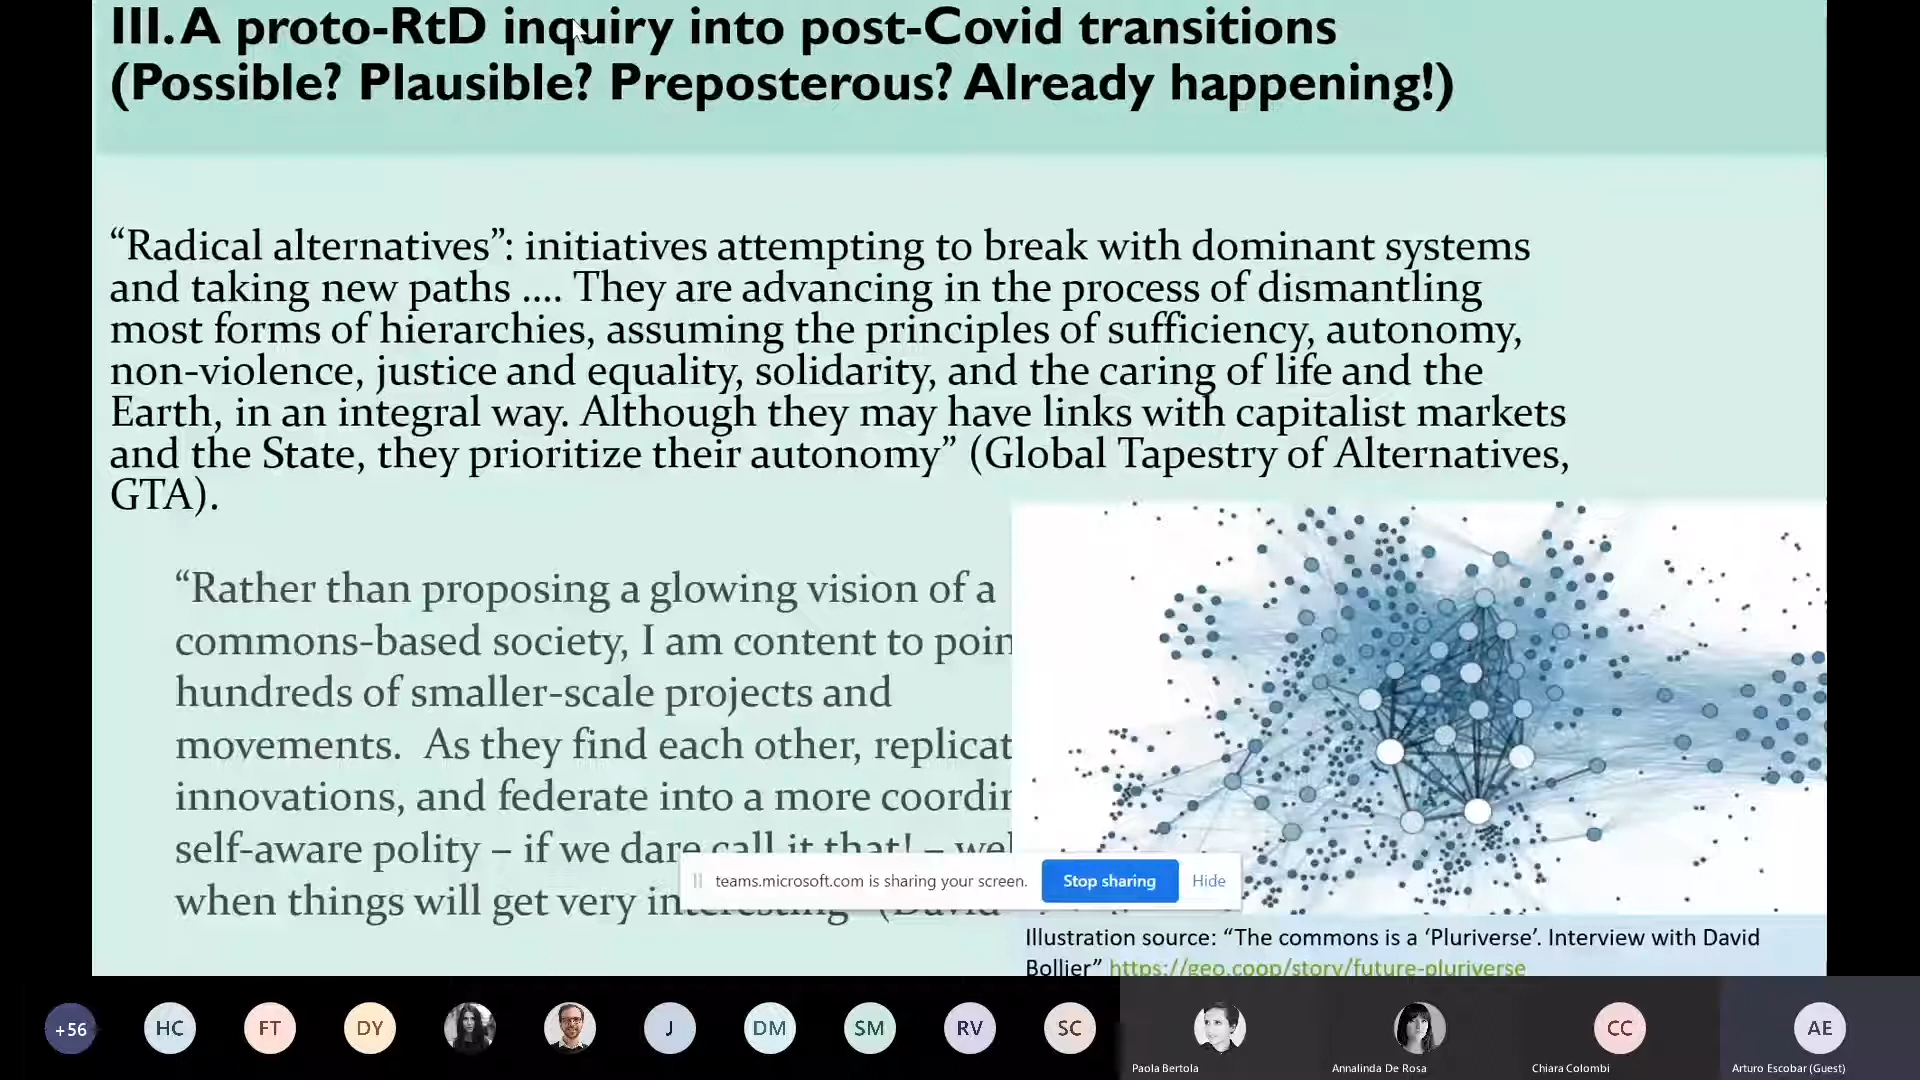 III. A proto-RtD inquiry into post-Covid transitions
(Possible? Plausible? Preposterous? Already happening!)
“Radical alternatives”: initiatives attempting to break with dominant systems
and taking new paths .... They are advancing in the process of dismantling
most forms of hierarchies, assuming the principles of sufficiency, autonomy,
non-violence, justice and equality, solidarity, and the caring of life and the
Earth, in an integral way. Although they may have links with capitalist markets
and the State, they prioritize their autonomy” (Global Tapestry of Alternatives,
GTA).
“Rather than proposing a glowing vision of a
commons-based society, I am content to poin
hundreds of smaller-scale projects and
movements. As they find each other, replicat
innovations, and federate into a more coordin
self-aware polity – if we dare call it that! – wel
when things will get very interesting” (David
teams.microsoft.com is sharing your screen.
Stop sharing
Hide
Illustration source: “The commons is a ‘Pluriverse’. Interview with David
Bollier” https://geo.coop/story/future-pluriverse
+56
HC
FT
DY
J
DM
SM
RV
SC
CC
AE
Paola Bertola
Annalinda De Rosa
Chiara Colombi
Arturo Escobar (Guest)